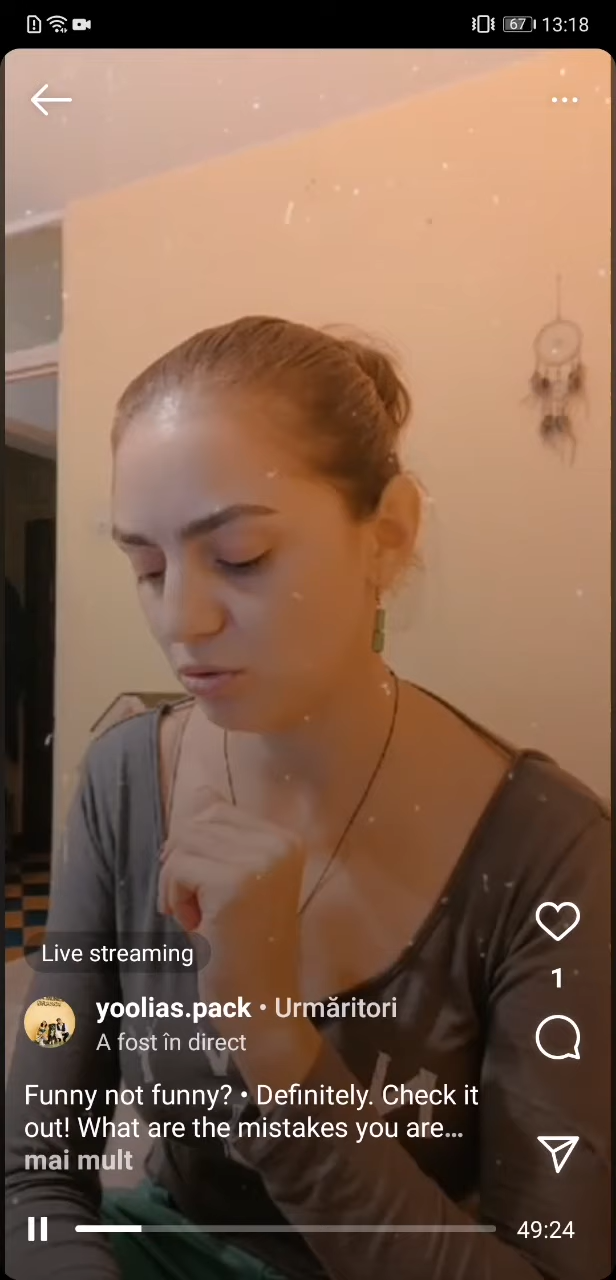 67 13:18
Live streaming
yoolias.pack • Urmăritori
A fost în direct
Funny not funny? • Definitely. Check it
out! What are the mistakes you are...
mai mult
1
49:24